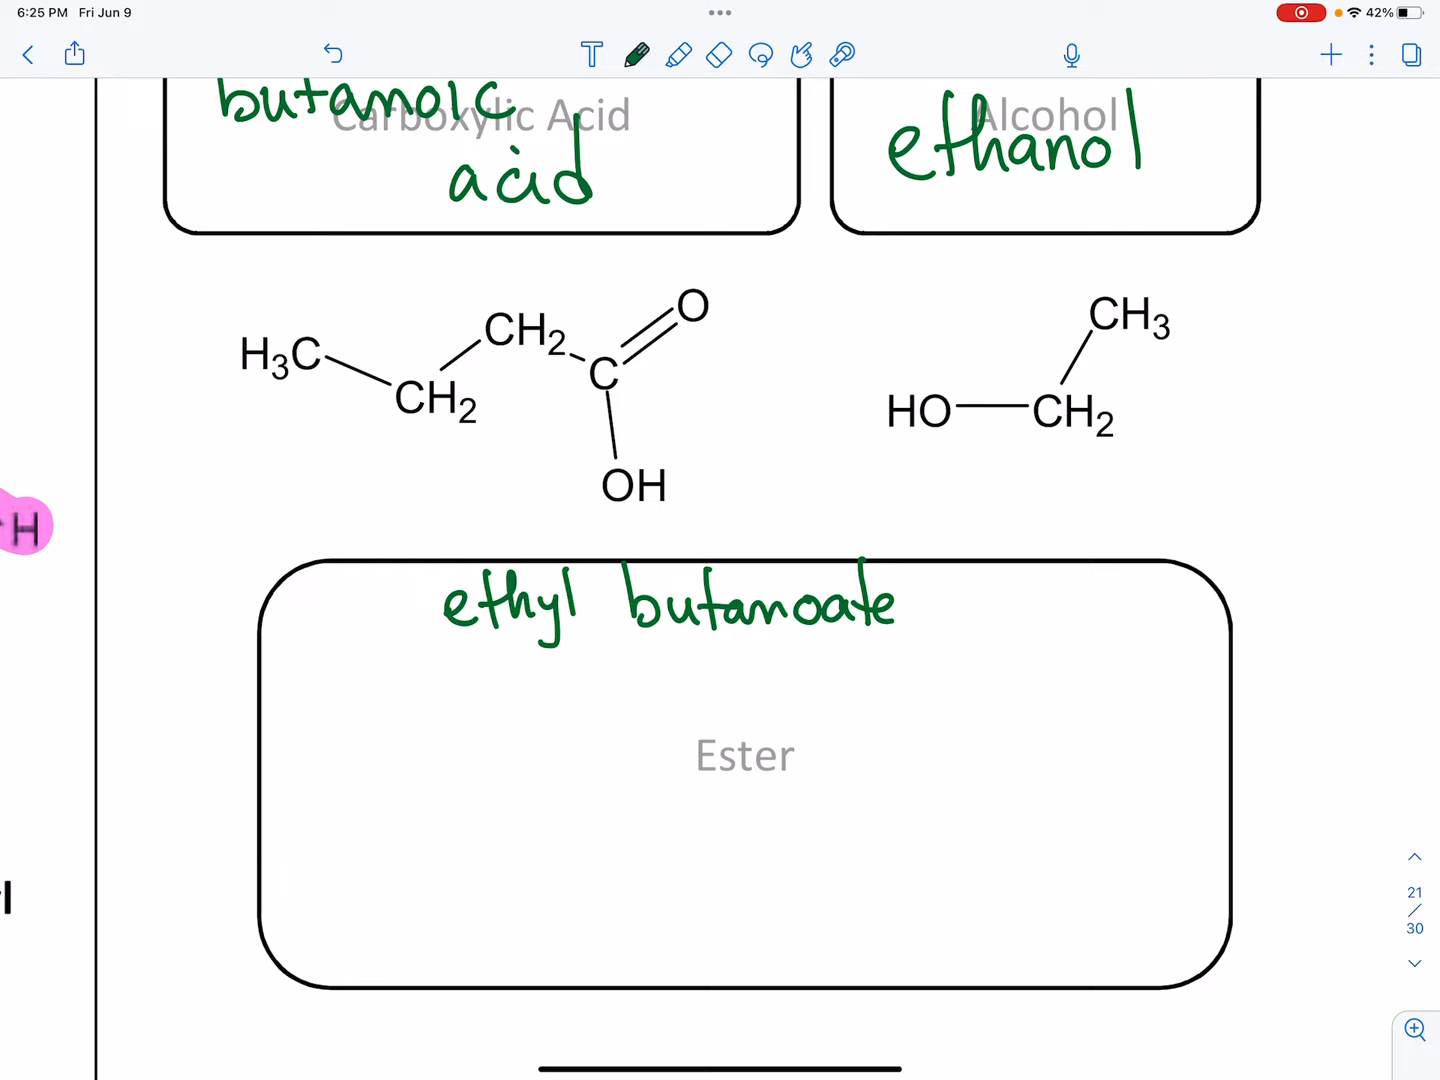 6:25 PM Fri Jun 9
42%
T
butanoic
Carboxylic Acid
acid
Alcohol
ethanol
H₃C
CH₂
CH₂
C
O
OH
HO
CH₂
CH₃
H
ethyl butanoate
Ester
21
/
30